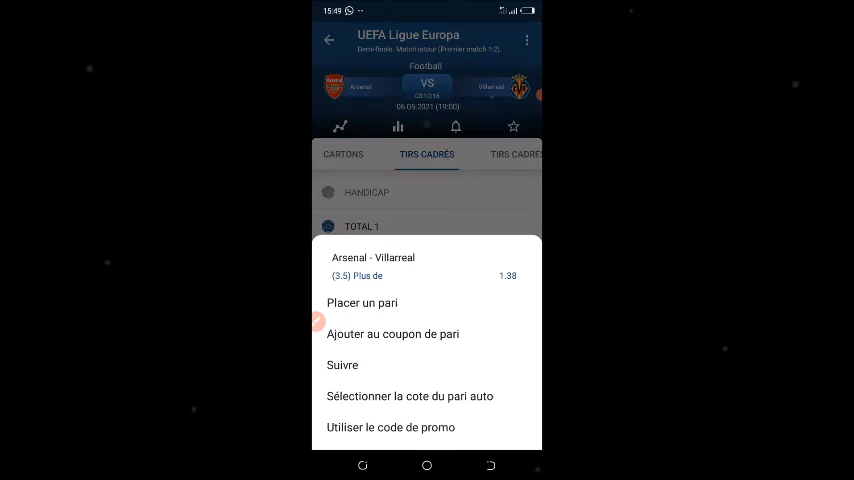 15:49
UEFA Ligue Europa
Demi-finale, Match retour (Premier match 1:2).
Football
Arsenal
VS
Villarreal
03:10:16
06.05.2021 (19:00)
CARTONS
TIRS CADRÉS
TIRS CADRÉS
HANDICAP
TOTAL 1
Arsenal - Villarreal
(3.5) Plus de
1.38
Placer un pari
Ajouter au coupon de pari
Suivre
Sélectionner la cote du pari auto
Utiliser le code de promo